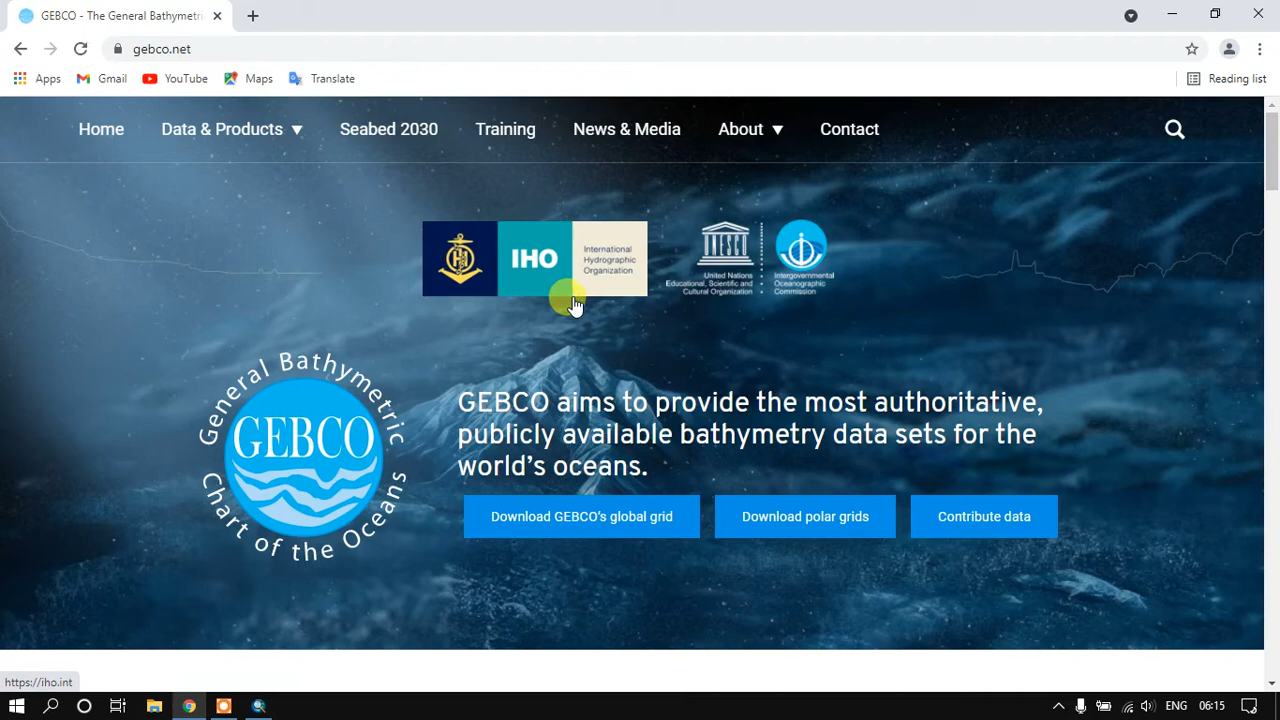 GEBCO - The General Bathymetri
gebco.net
Apps
Gmail
YouTube
Maps
Translate
Reading list
Home
Data & Products ▼
Seabed 2030
Training
News & Media
About ▼
Contact
IHO
International
Hydrographic
Organization
UNESCO
United Nations
Educational, Scientific and
Cultural Organization
Intergovernmental
Oceanographic
Commission
General Bathymetric
GEBCO
Chart of the Oceans
GEBCO aims to provide the most authoritative,
publicly available bathymetry data sets for the
world's oceans.
Download GEBCO's global grid
Download polar grids
Contribute data
https://iho.int
ENG
06:15